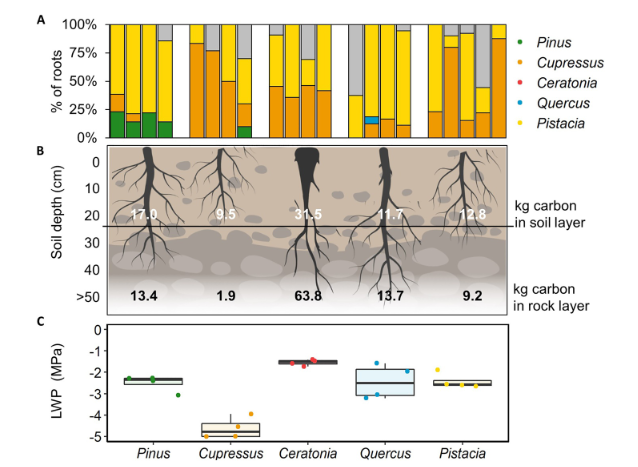 A
% of roots
100%
75%
50%
25%
0%
Pinus
Cupressus
Ceratonia
Quercus
Pistacia
B
Soil depth (cm)
0
10
20
30
40
>50
17.0 9.5 31.5 11.7 12.8
kg carbon
in soil layer
13.4 1.9 63.8 13.7 9.2
kg carbon
in rock layer
C
LWP (MPa)
0
-1
-2
-3
-4
-5
Pinus Cupressus Ceratonia Quercus Pistacia